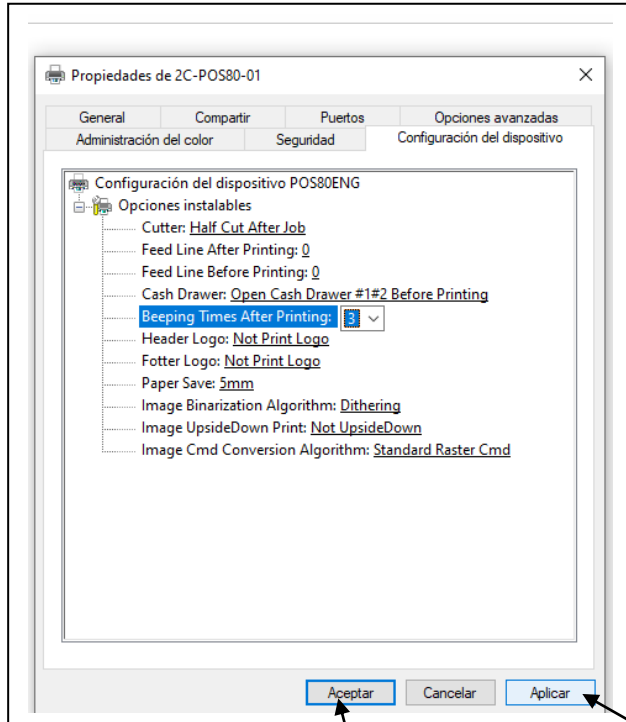 Propiedades de 2C-POS80-01
General Compartir Puertos Opciones avanzadas
Administración del color Seguridad Configuración del dispositivo
Configuración del dispositivo POS80ENG
Opciones instalables
Cutter: Half Cut After Job
Feed Line After Printing: 0
Feed Line Before Printing: 0
Cash Drawer: Open Cash Drawer #1#2 Before Printing
Beeping Times After Printing: 3
Header Logo: Not Print Logo
Fotter Logo: Not Print Logo
Paper Save: 5mm
Image Binarization Algorithm: Dithering
Image UpsideDown Print: Not UpsideDown
Image Cmd Conversion Algorithm: Standard Raster Cmd
Aceptar Cancelar Aplicar